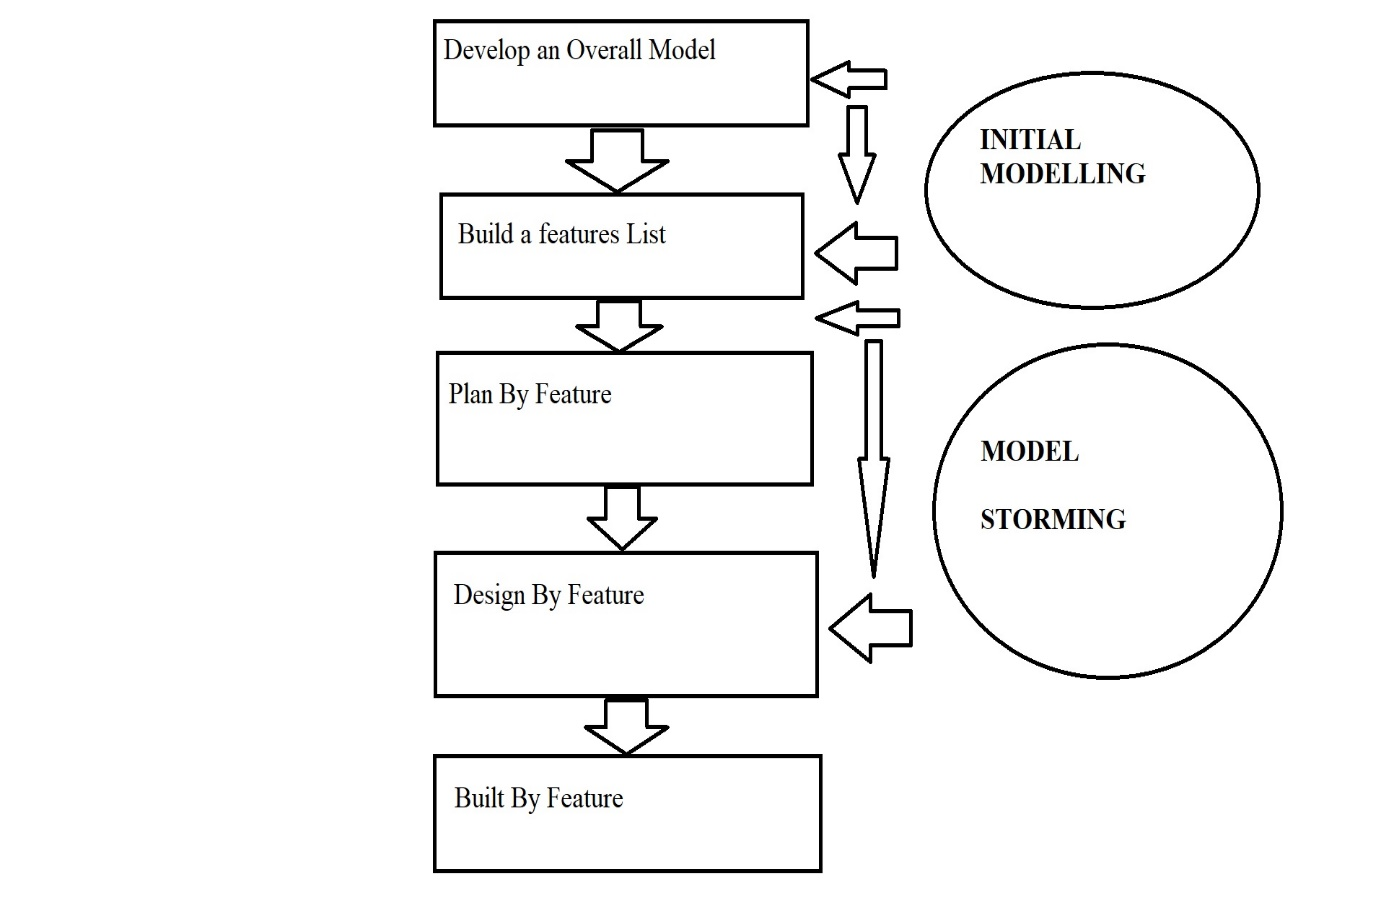 Develop an Overall Model
INITIAL
MODELLING
Build a features List
Plan By Feature
MODEL
STORMING
Design By Feature
Built By Feature